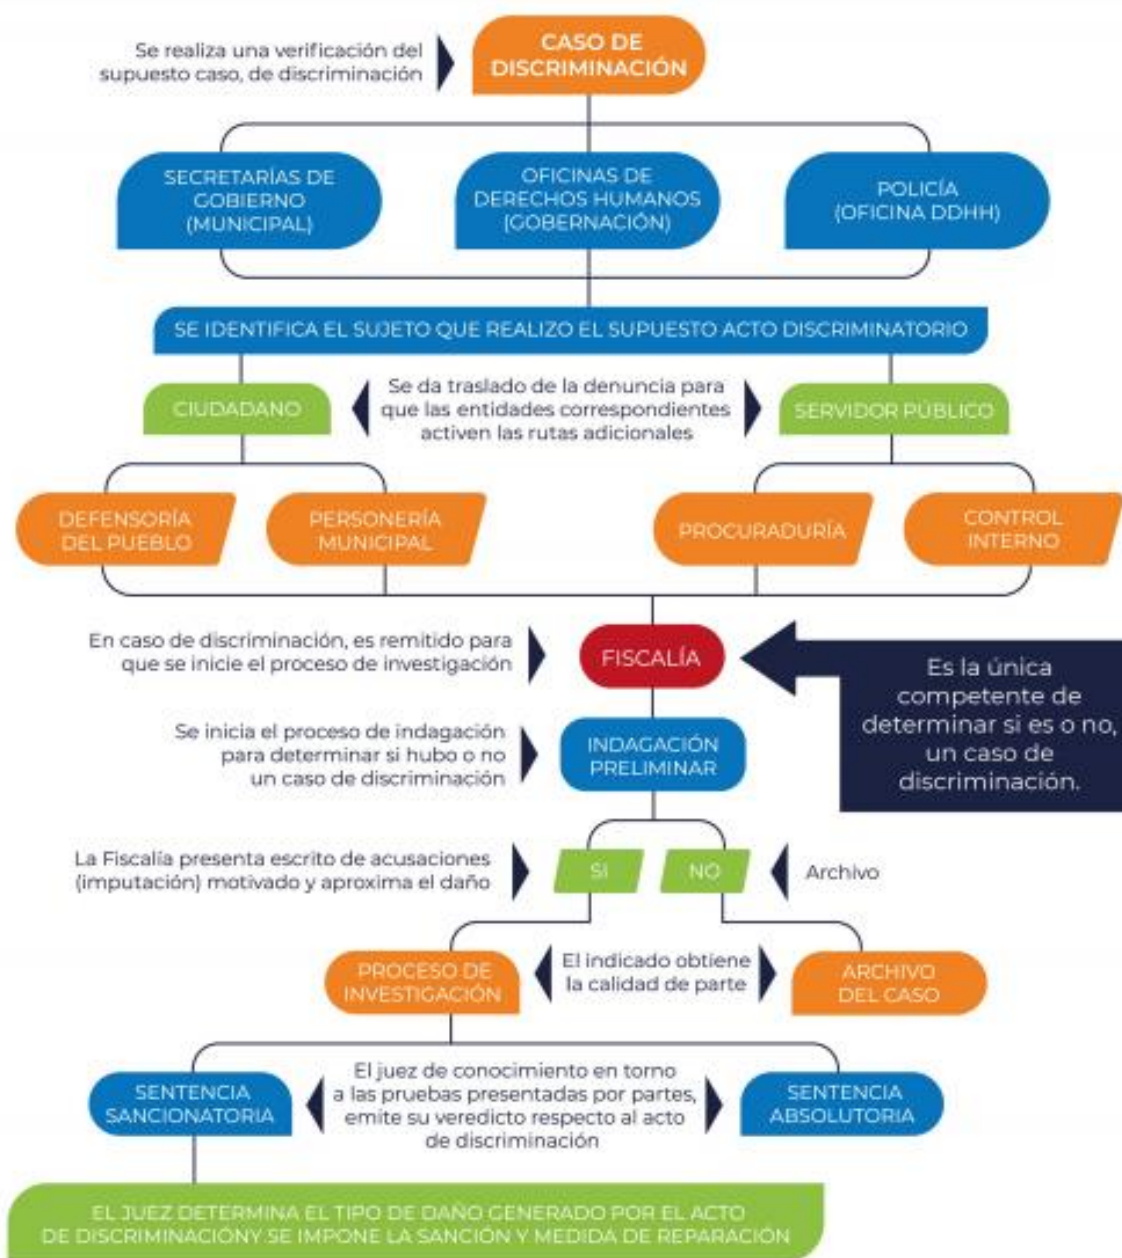 Se realiza una verificación del
supuesto caso, de discriminación
CASO DE
DISCRIMINACIÓN
SECRETARÍAS DE
GOBIERNO
(MUNICIPAL)
OFICINAS DE
DERECHOS HUMANOS
(GOBERNACIÓN)
POLICÍA
(OFICINA DDHH)
SE IDENTIFICA EL SUJETO QUE REALIZO EL SUPUESTO ACTO DISCRIMINATORIO
CIUDADANO
Se da traslado de la denuncia para
que las entidades correspondientes
activen las rutas adicionales
SERVIDOR PÚBLICO
DEFENSORÍA
DEL PUEBLO
PERSONERÍA
MUNICIPAL
PROCURADURÍA
CONTROL
INTERNO
En caso de discriminación, es remitido para
que se inicie el proceso de investigación
FISCALÍA
Es la única
competente de
determinar si es o no,
un caso de
discriminación.
Se inicia el proceso de indagación
para determinar si hubo o no
un caso de discriminación
INDAGACIÓN
PRELIMINAR
La Fiscalía presenta escrito de acusaciones
(imputación) motivado y aproxima el daño
SI
NO
Archivo
PROCESO DE
INVESTIGACIÓN
El indicado obtiene
la calidad de parte
ARCHIVO
DEL CASO
SENTENCIA
SANCIONATORIA
El juez de conocimiento en torno
a las pruebas presentadas por partes,
emite su veredicto respecto al acto
de discriminación
SENTENCIA
ABSOLUTORIA
EL JUEZ DETERMINA EL TIPO DE DAÑO GENERADO POR EL ACTO
DE DISCRIMINACIÓNY SE IMPONE LA SANCIÓN Y MEDIDA DE REPARACIÓN